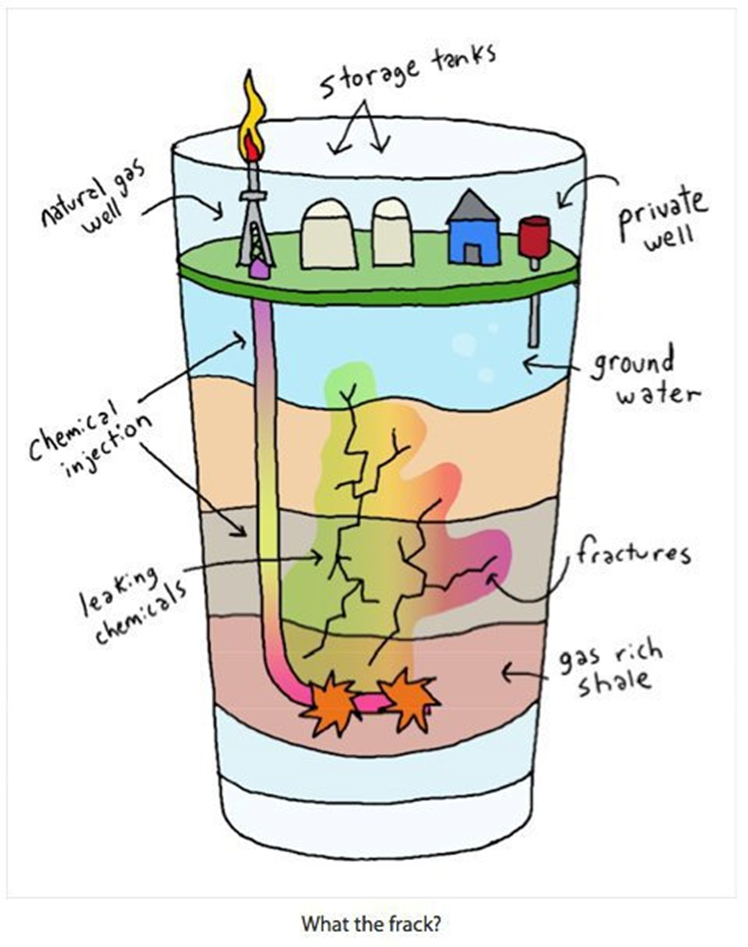 storage tanks
natural gas
well
private
well
ground
water
chemical
injection
fractures
leaking
chemicals
gas rich
shale
What the frack?